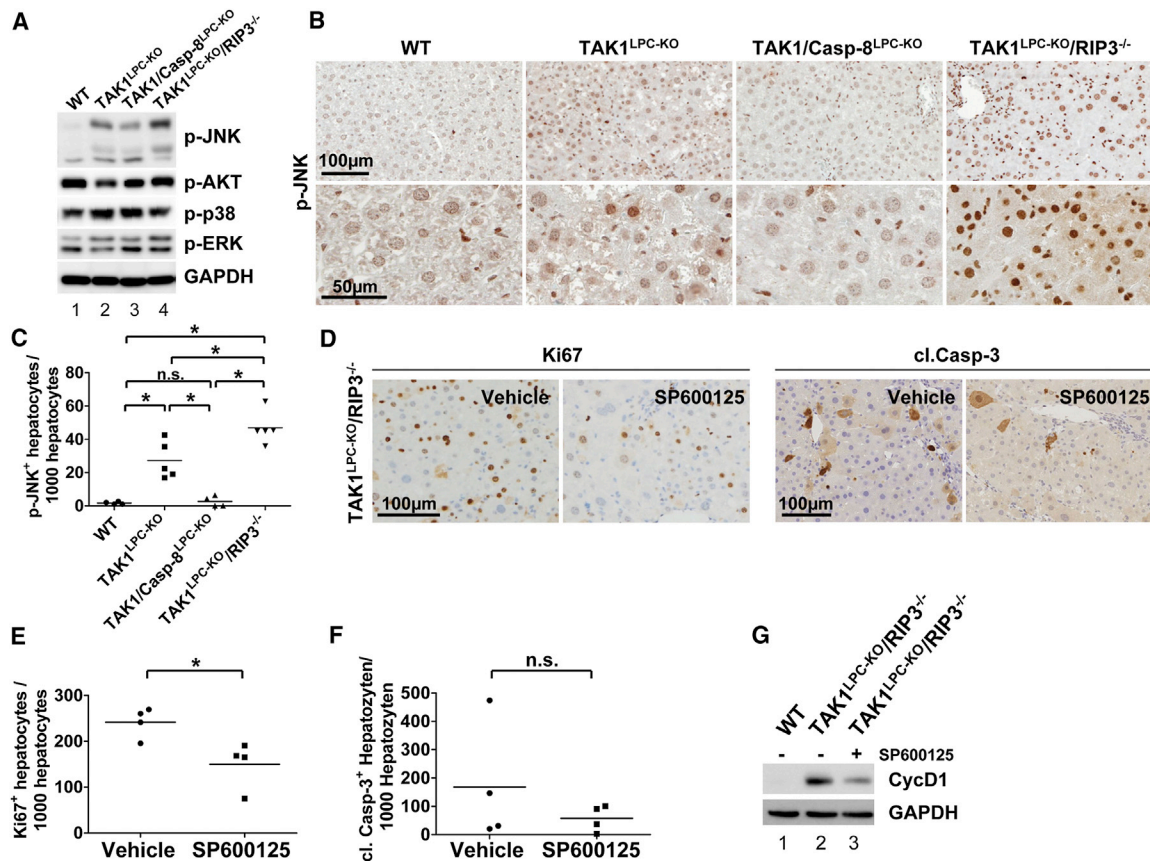 A
WT
TAK1LPC-KO
TAK1/Casp-8LPC-KO
TAK1LPC-KO/RIP3-/-
p-JNK
p-AKT
p-p38
p-ERK
GAPDH
1 2 3 4
B
WT TAK1LPC-KO TAK1/Casp-8LPC-KO TAK1LPC-KO/RIP3-/-
p-JNK
100µm
50µm
C
p-JNK+ hepatocytes/
1000 hepatocytes
80
60
40
20
0
*
*
n.s. *
* *
WT
TAK1LPC-KO
TAK1/Casp-8LPC-KO
TAK1LPC-KO/RIP3-/-
D
Ki67 cl.Casp-3
TAK1LPC-KO/RIP3-/-
Vehicle SP600125 Vehicle SP600125
100µm 100µm
E
Ki67+ hepatocytes /
1000 hepatocytes
300
200
100
0
*
Vehicle SP600125
F
cl. Casp-3+ Hepatozyten/
1000 Hepatozyten
500
400
300
200
100
0
n.s.
Vehicle SP600125
G
WT
TAK1LPC-KO/RIP3-/-
TAK1LPC-KO/RIP3-/-
- - + SP600125
CycD1
GAPDH
1 2 3